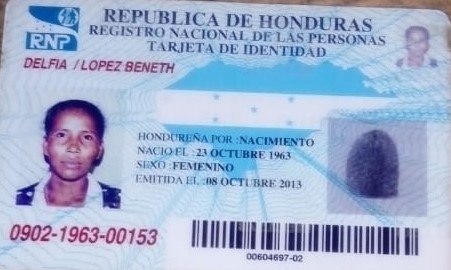 REPUBLICA DE HONDURAS
REGISTRO NACIONAL DE LAS PERSONAS
TARJETA DE IDENTIDAD
RNP
DELFIA / LOPEZ BENETH
HONDUREÑA POR :NACIMIENTO
NACIO EL :23 OCTUBRE 1963
SEXO :FEMENINO
EMITIDA EL :08 OCTUBRE 2013
0902-1963-00153
00604697-02